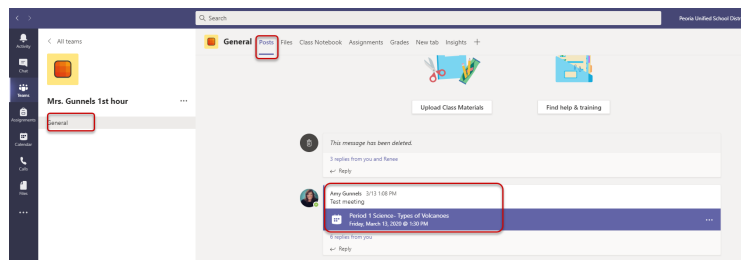 Search
Peoria Unified School Distr
Activity
Chat
Teams
Assignments
Calendar
Calls
Files
All teams
Mrs. Gunnels 1st hour
General
General Posts Files Class Notebook Assignments Grades New tab Insights
Upload Class Materials
Find help & training
This message has been deleted.
3 replies from you and Renee
Reply
Amy Gunnels 3/13 1:08 PM
Test meeting
Period 1 Science- Types of Volcanoes
Friday, March 13, 2020 @ 1:30 PM
6 replies from you
Reply